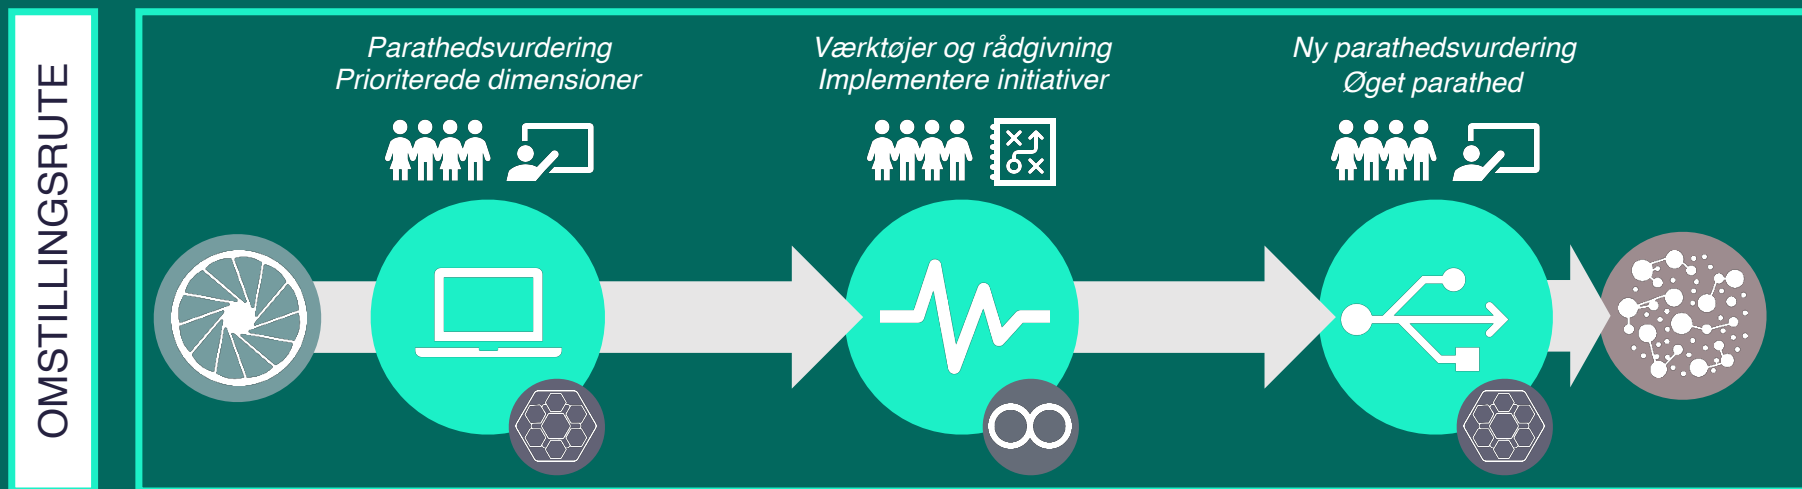 OMSTILLINGSRUTE
Parathedsvurdering
Prioriterede dimensioner
Værktøjer og rådgivning
Implementere initiativer
Ny parathedsvurdering
Øget parathed